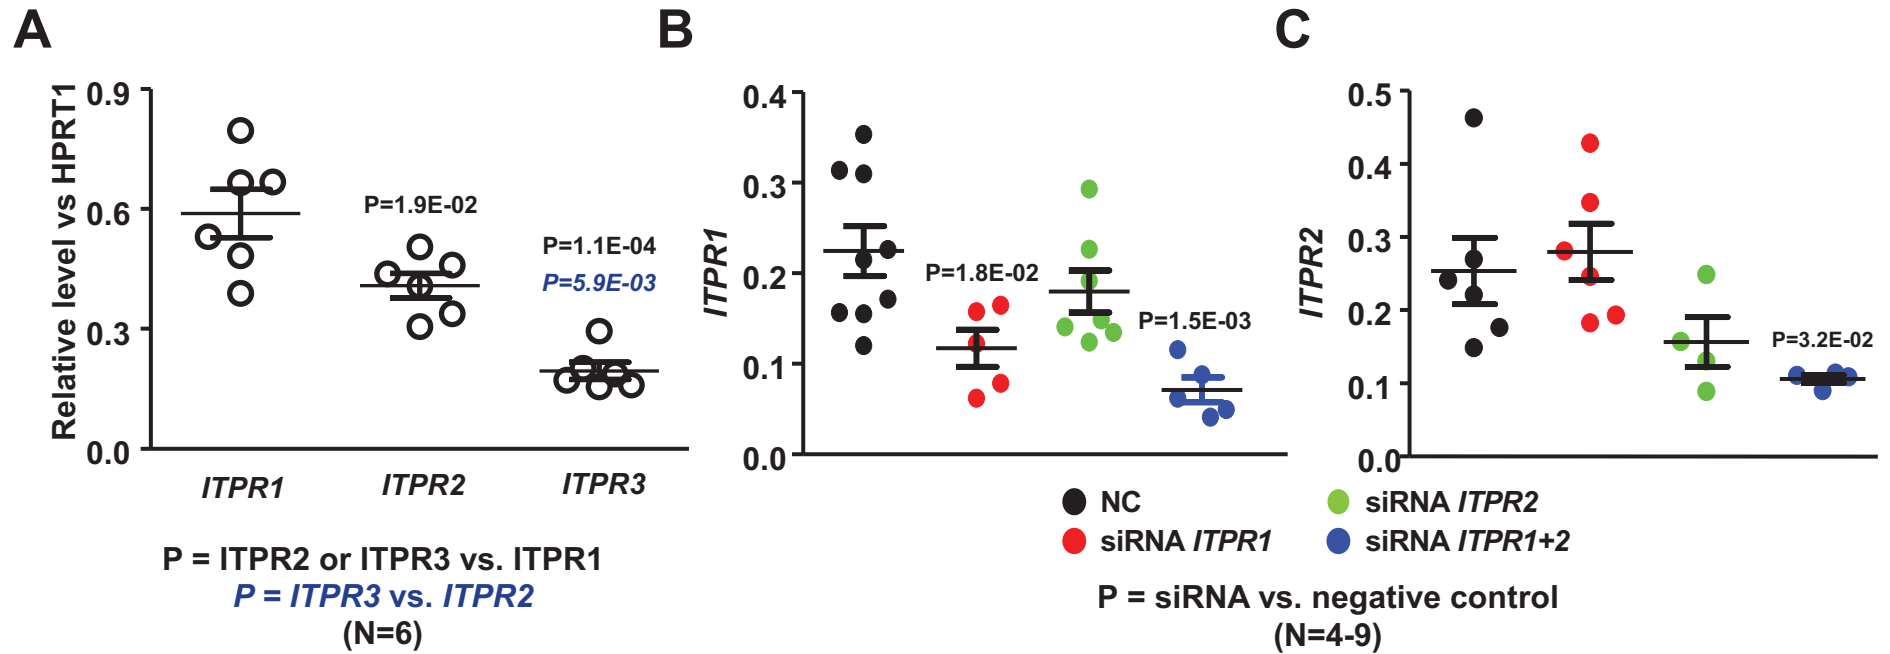 A
Relative level vs HPRT1
0.9
0.6
0.3
0.0
P=1.9E-02
P=1.1E-04
P=5.9E-03
ITPR1
ITPR2
ITPR3
P = ITPR2 or ITPR3 vs. ITPR1
P = ITPR3 vs. ITPR2
(N=6)
B
ITPR1
0.4
0.3
0.2
0.1
0.0
P=1.8E-02
P=1.5E-03
C
ITPR2
0.5
0.4
0.3
0.2
0.1
0.0
P=3.2E-02
NC
siRNA ITPR2
siRNA ITPR1
siRNA ITPR1+2
P = siRNA vs. negative control
(N=4-9)